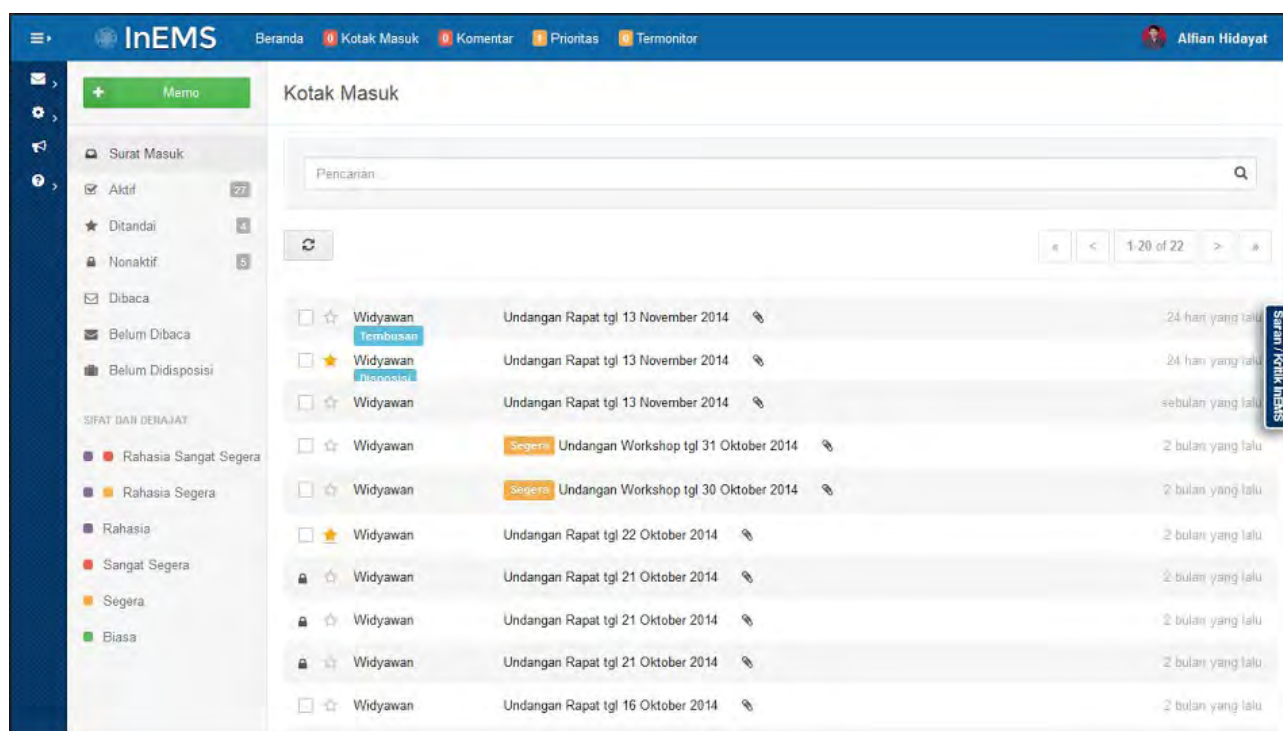 InEMS Beranda 0 Kotak Masuk 0 Komentar 1 Prioritas 0 Termonitor Alfian Hidayat
Memo
Kotak Masuk
Surat Masuk
Pencarian...
Aktif 27
Ditandai 4
1-20 of 22
Nonaktif 5
Dibaca
Belum Dibaca
Belum Didisposisi
SIFAT DAN DERAJAT
Rahasia Sangat Segera
Rahasia Segera
Rahasia
Sangat Segera
Segera
Biasa
Widyawan Undangan Rapat tgl 13 November 2014 24 hari yang lalu
Tembusan
Widyawan Undangan Rapat tgl 13 November 2014 24 hari yang lalu
Disposisi
Widyawan Undangan Rapat tgl 13 November 2014 sebulan yang lalu
Widyawan Segera Undangan Workshop tgl 31 Oktober 2014 2 bulan yang lalu
Widyawan Segera Undangan Workshop tgl 30 Oktober 2014 2 bulan yang lalu
Widyawan Undangan Rapat tgl 22 Oktober 2014 2 bulan yang lalu
Widyawan Undangan Rapat tgl 21 Oktober 2014 2 bulan yang lalu
Widyawan Undangan Rapat tgl 21 Oktober 2014 2 bulan yang lalu
Widyawan Undangan Rapat tgl 21 Oktober 2014 2 bulan yang lalu
Widyawan Undangan Rapat tgl 16 Oktober 2014 2 bulan yang lalu
Saran / Kritik InEMS